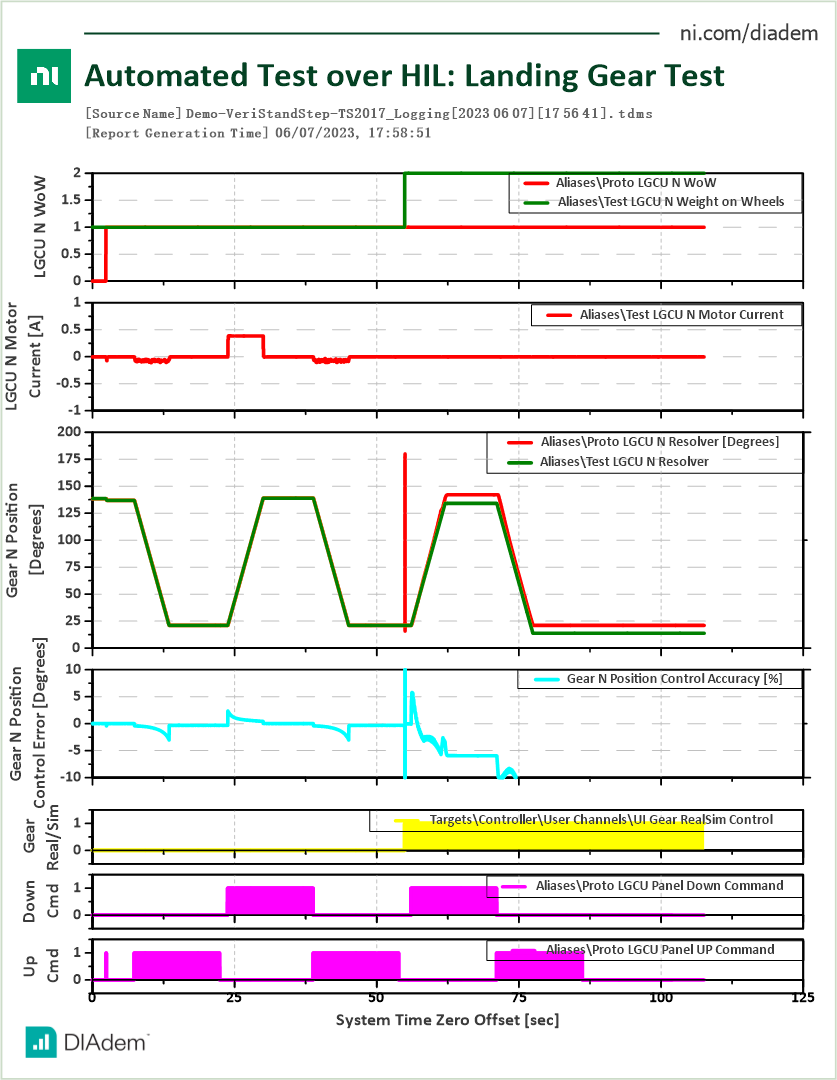 ni.com/diadem
ni
Automated Test over HIL: Landing Gear Test
[Source Name] Demo-VeriStandStep-TS2017_Logging[2023 06 07][17 56 41].tdms
[Report Generation Time] 06/07/2023, 17:58:51
LGCU N WoW
2
1.5
1
0.5
0
Aliases\Proto LGCU N WoW
Aliases\Test LGCU N Weight on Wheels
LGCU N Motor
Current [A]
1
0.5
0
-0.5
-1
Aliases\Test LGCU N Motor Current
Gear N Position
[Degrees]
200
175
150
125
100
75
50
25
0
Aliases\Proto LGCU N Resolver [Degrees]
Aliases\Test LGCU N Resolver
Gear N Position
Control Error [Degrees]
10
5
0
-5
-10
Gear N Position Control Accuracy [%]
Gear
Real/Sim
1
0
Targets\Controller\User Channels\UI Gear RealSim Control
Down
Cmd
1
0
Aliases\Proto LGCU Panel Down Command
Up
Cmd
1
0
Aliases\Proto LGCU Panel UP Command
0 25 50 75 100 125
System Time Zero Offset [sec]
DIAdem™